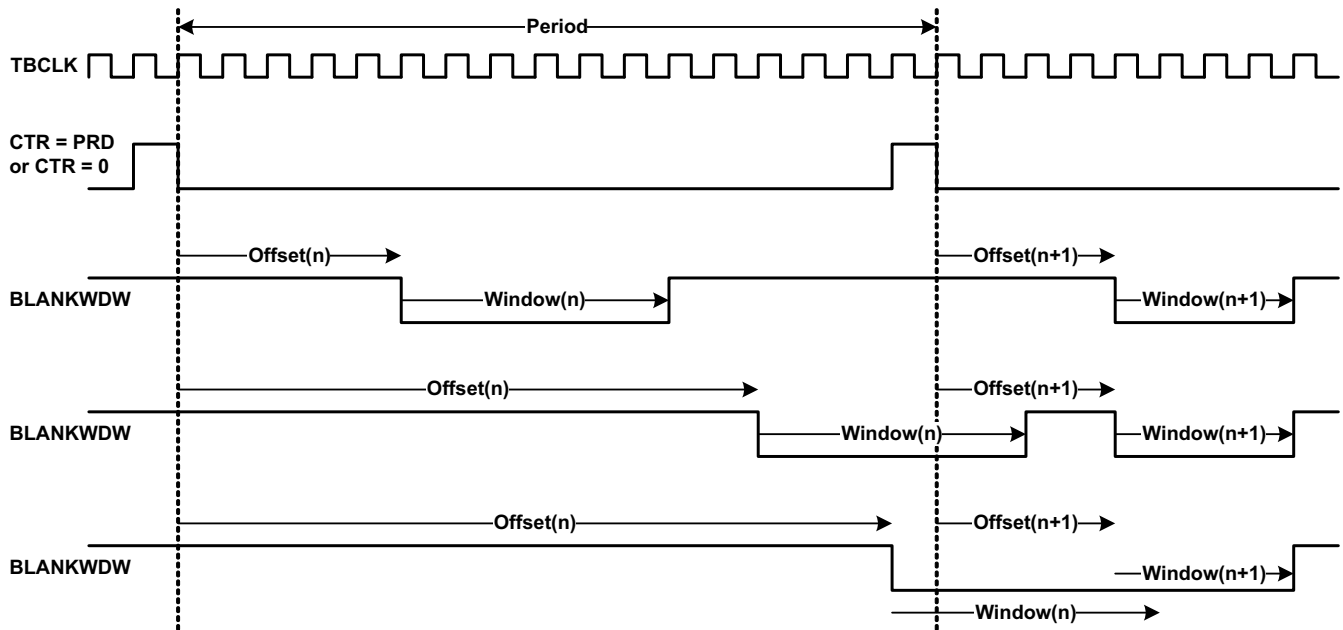 Period
TBCLK
CTR = PRD
or CTR = 0
Offset(n)
Offset(n+1)
BLANKWDW
Window(n)
Window(n+1)
Offset(n)
Offset(n+1)
BLANKWDW
Window(n)
Window(n+1)
Offset(n)
Offset(n+1)
BLANKWDW
Window(n+1)
Window(n)